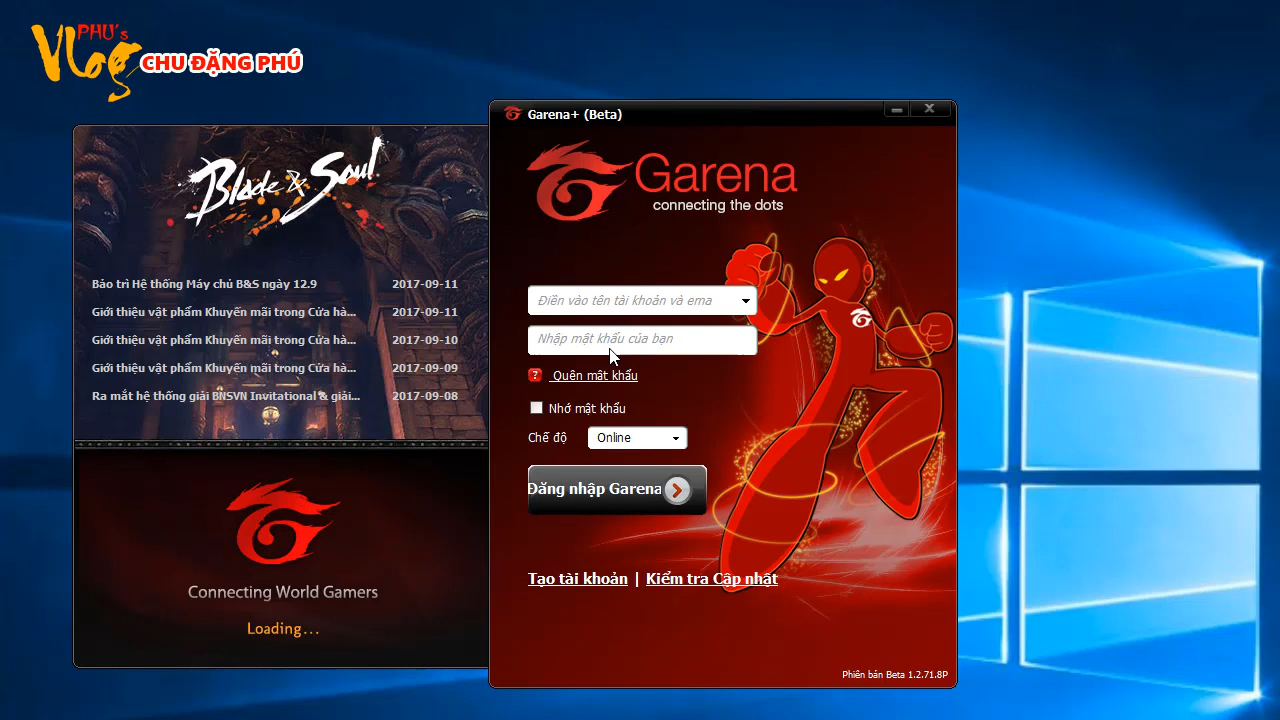 PHU's
Vlog
CHU ĐẶNG PHÚ
Garena+ (Beta)
Blade & Soul
Bảo trì Hệ thống Máy chủ B&S ngày 12.9 2017-09-11
Giới thiệu vật phẩm Khuyến mãi trong Cửa hà... 2017-09-11
Giới thiệu vật phẩm Khuyến mãi trong Cửa hà... 2017-09-10
Giới thiệu vật phẩm Khuyến mãi trong Cửa hà... 2017-09-09
Ra mắt hệ thống giải BNSVN Invitational & giải... 2017-09-08
Connecting World Gamers
Loading...
Garena
connecting the dots
Điền vào tên tài khoản và ema
Nhập mật khẩu của bạn
? Quên mât khẩu
Nhớ mật khẩu
Chế độ Online
Đăng nhập Garena
Tạo tài khoản | Kiểm tra Cập nhật
Phiên bản Beta 1.2.71.8P